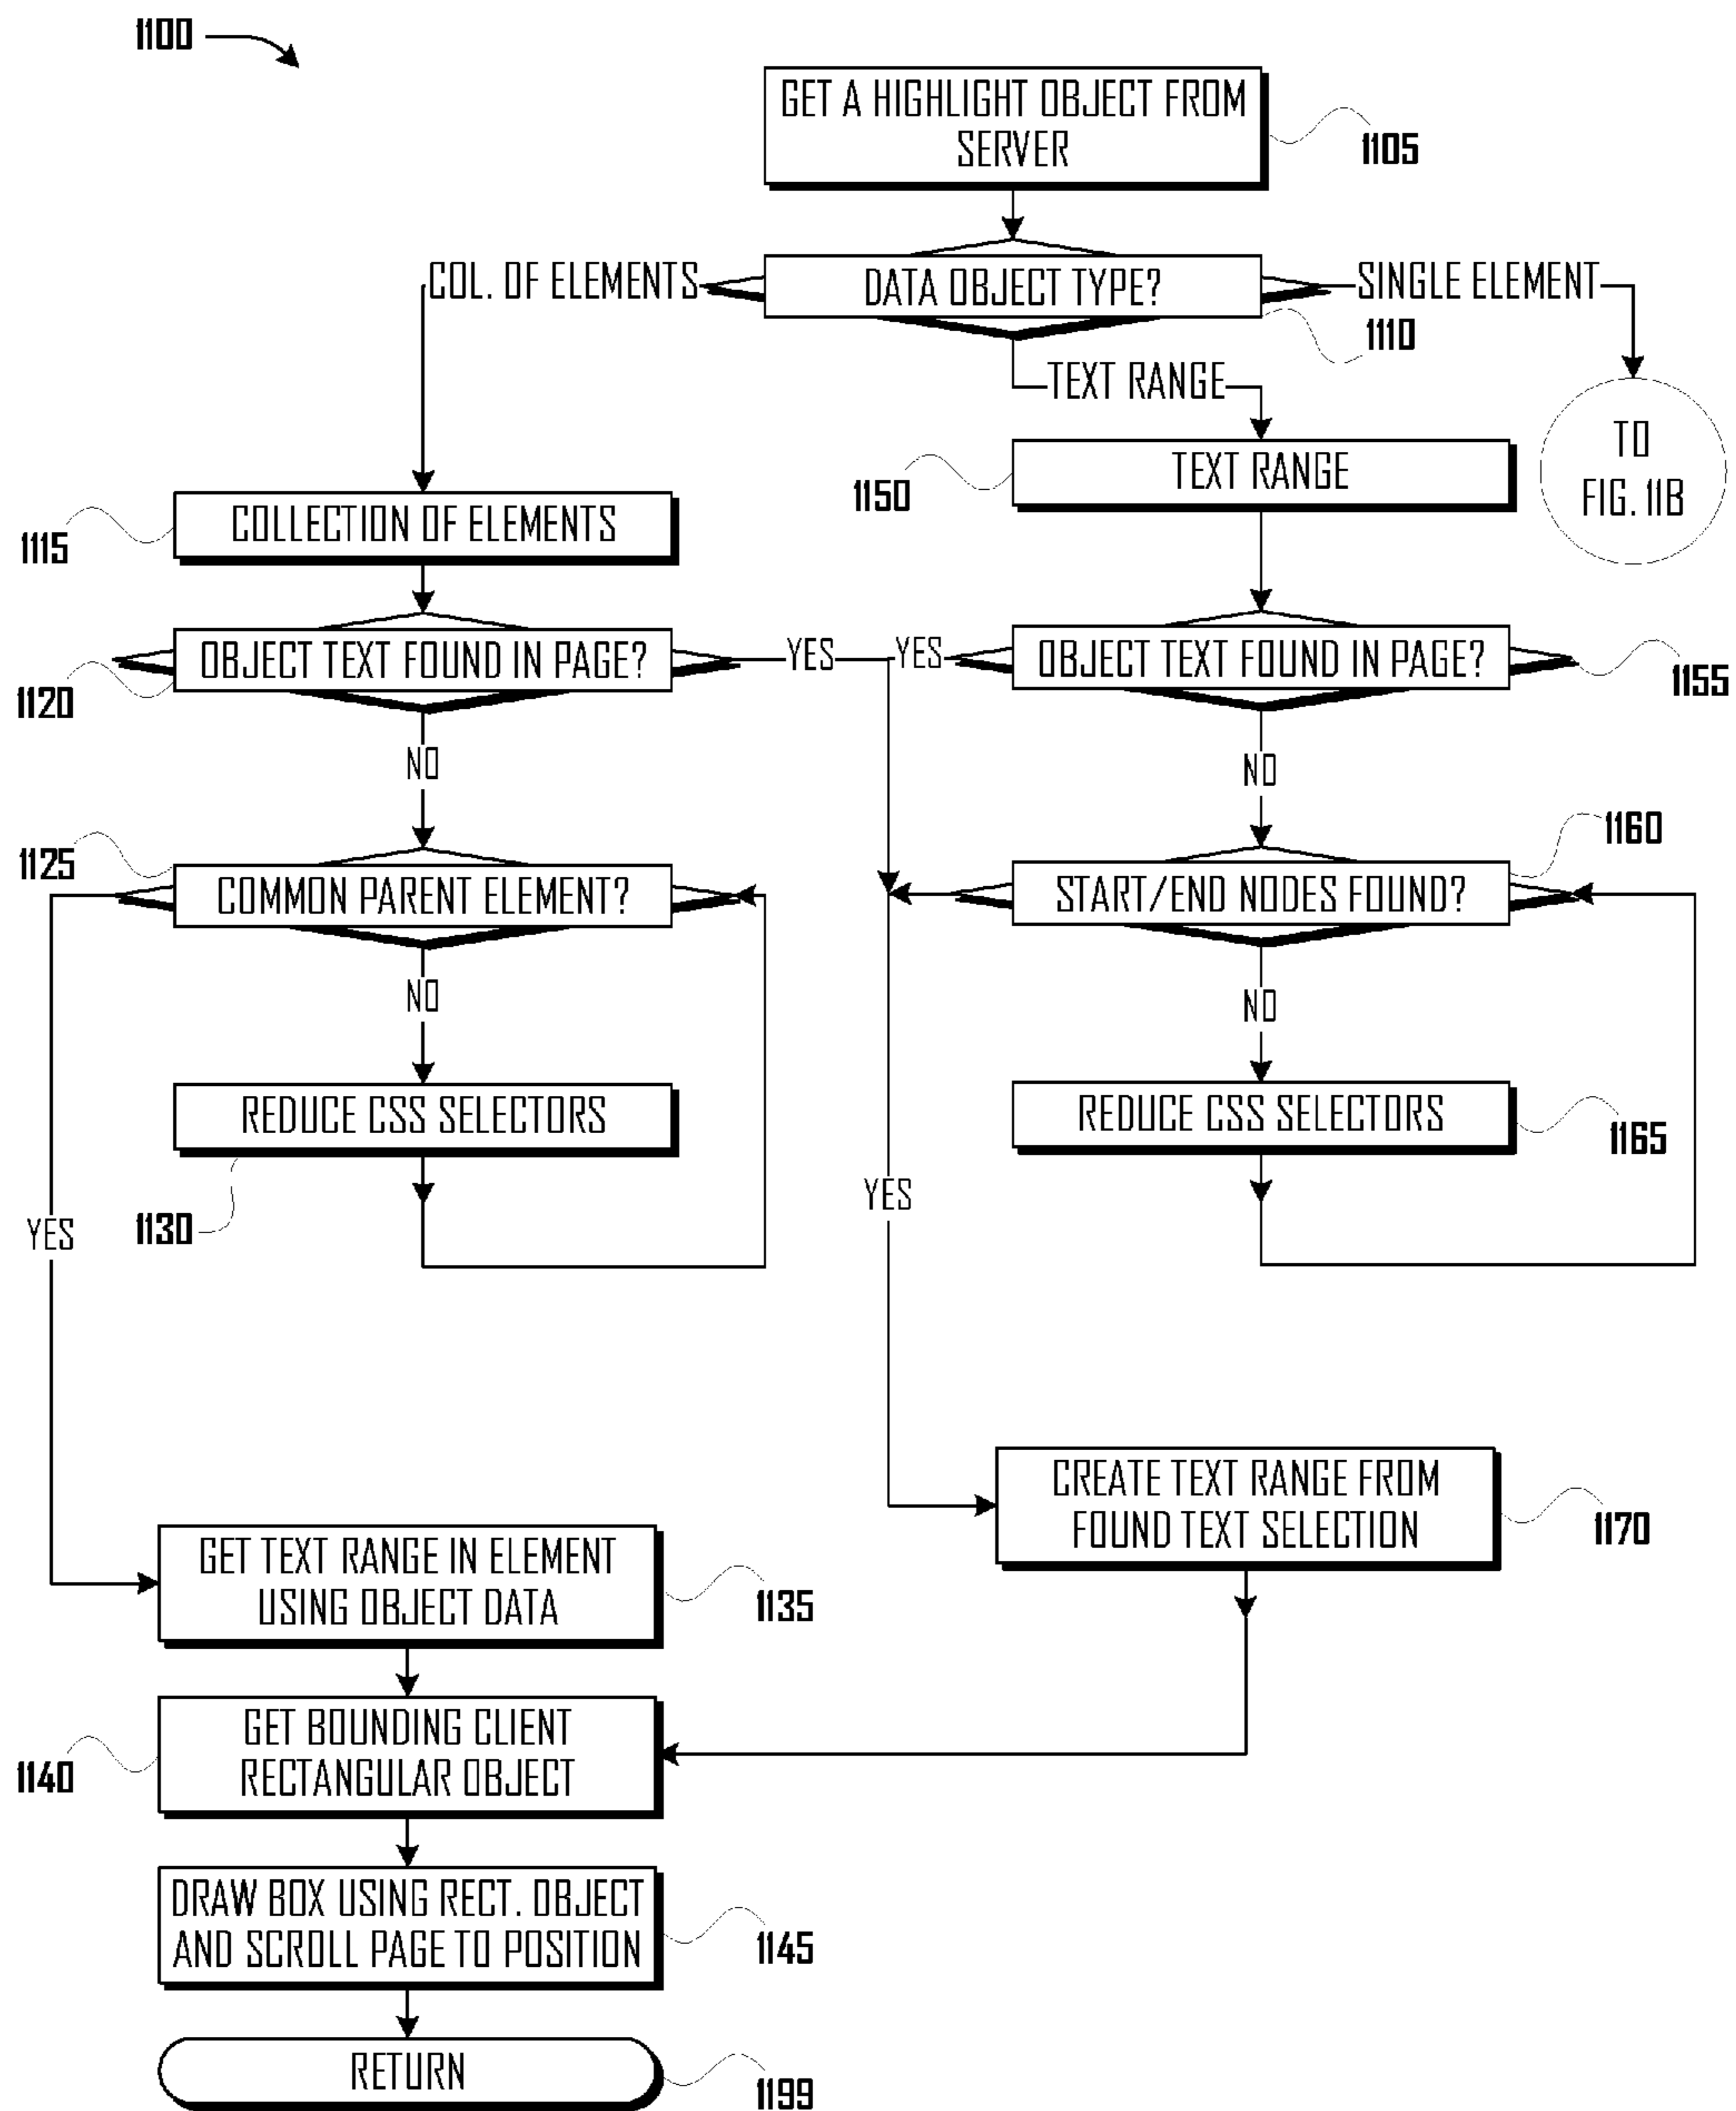 1100
GET A HIGHLIGHT OBJECT FROM
SERVER
1105
COL. OF ELEMENTS
DATA OBJECT TYPE?
SINGLE ELEMENT
1110
TEXT RANGE
TO
FIG. 11B
1150
TEXT RANGE
1115
COLLECTION OF ELEMENTS
1120
OBJECT TEXT FOUND IN PAGE?
YES
YES
OBJECT TEXT FOUND IN PAGE?
1155
NO
NO
1125
COMMON PARENT ELEMENT?
1160
START/END NODES FOUND?
NO
NO
REDUCE CSS SELECTORS
1130
REDUCE CSS SELECTORS
1165
YES
YES
CREATE TEXT RANGE FROM
FOUND TEXT SELECTION
1170
GET TEXT RANGE IN ELEMENT
USING OBJECT DATA
1135
GET BOUNDING CLIENT
RECTANGULAR OBJECT
1140
DRAW BOX USING RECT. OBJECT
AND SCROLL PAGE TO POSITION
1145
RETURN
1199